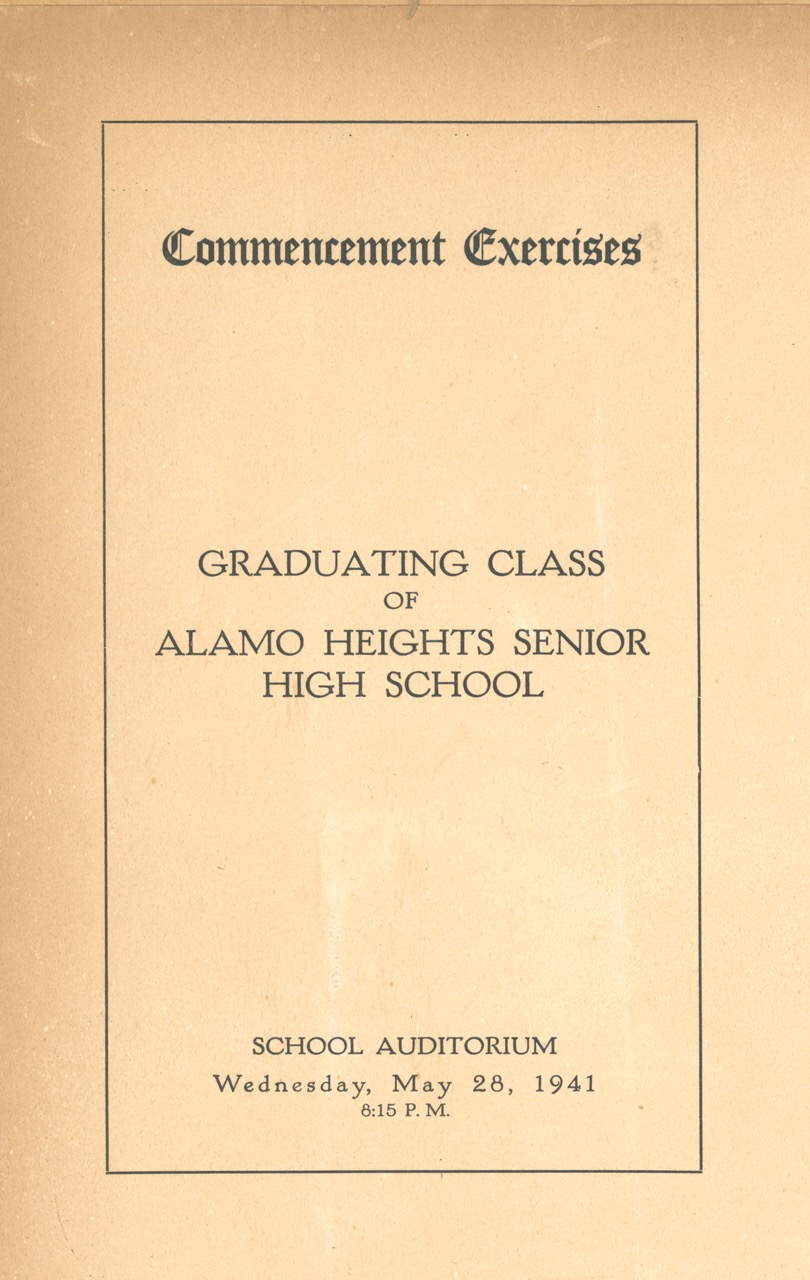 Commencement Exercises
GRADUATING CLASS
OF
ALAMO HEIGHTS SENIOR
HIGH SCHOOL
SCHOOL AUDITORIUM
Wednesday, May 28, 1941
8:15 P. M.